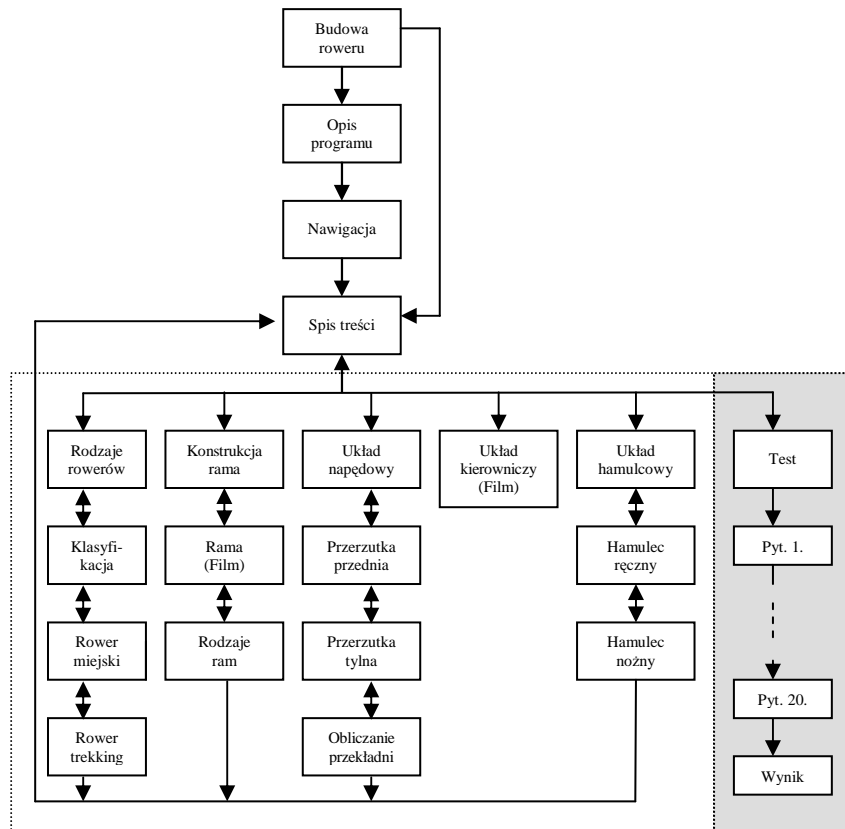 Budowa
roweru
Opis
programu
Nawigacja
Spis treści
Rodzaje
rowerów
Konstrukcja
rama
Układ
napędowy
Układ
kierowniczy
(Film)
Układ
hamulcowy
Test
Klasyfi-
kacja
Rama
(Film)
Przerzutka
przednia
Hamulec
ręczny
Pyt. 1.
Rower
miejski
Rodzaje
ram
Przerzutka
tylna
Hamulec
nożny
Pyt. 20.
Rower
trekking
Obliczanie
przekładni
Wynik